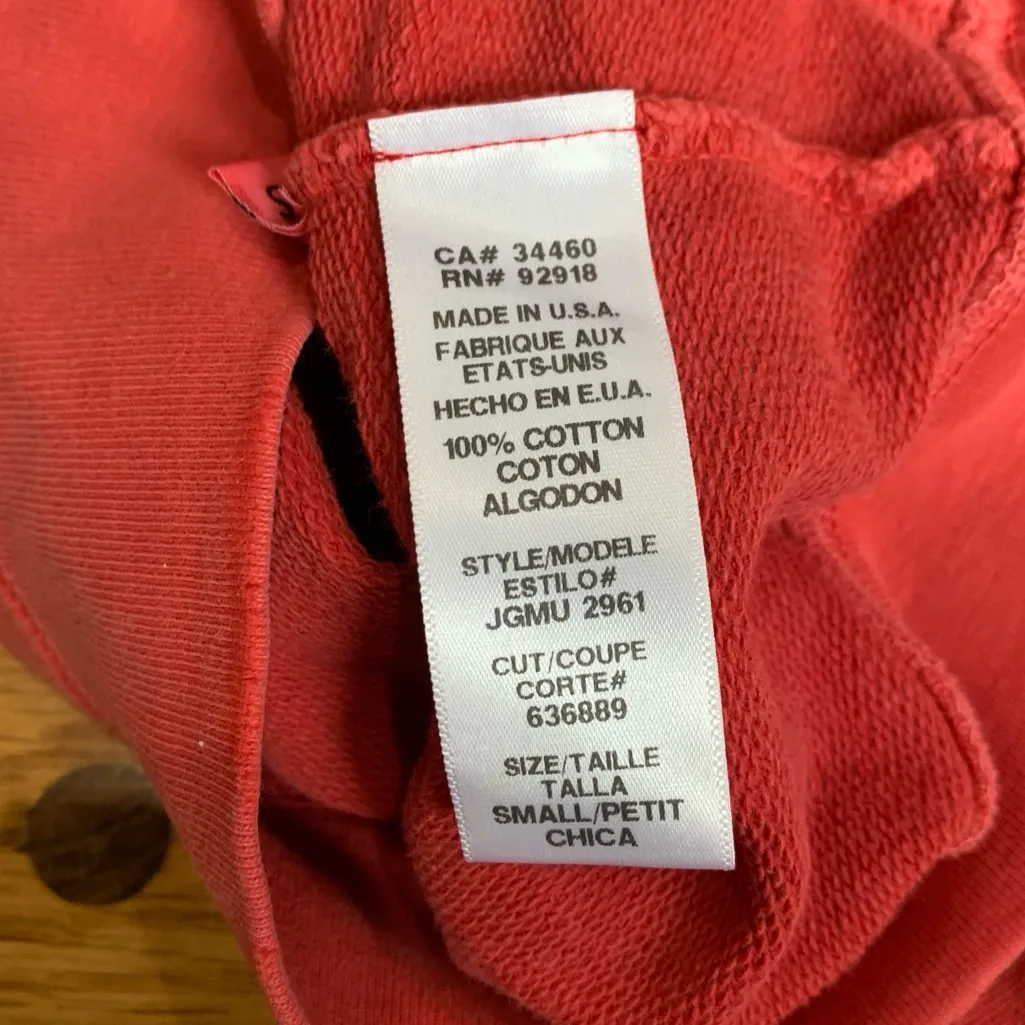 CA# 34460
RN# 92918
MADE IN U.S.A.
FABRIQUE AUX
ETATS-UNIS
HECHO EN E.U.A.
100% COTTON
COTON
ALGODON
STYLE/MODELE
ESTILO#
JGMU 2961
CUT/COUPE
CORTE#
636889
SIZE/TAILLE
TALLA
SMALL/PETIT
CHICA